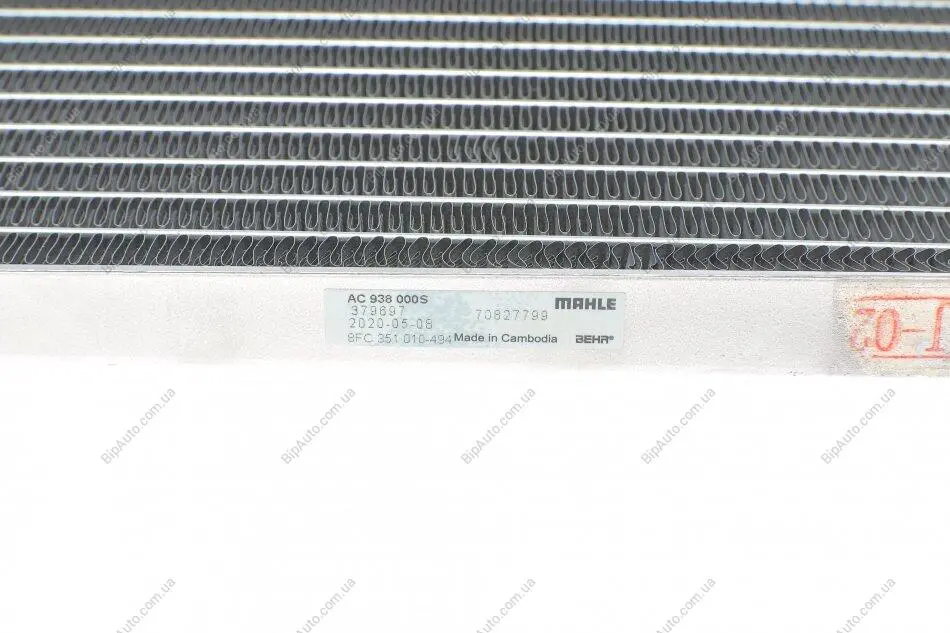 AC 938 000S
379697 70827799
2020-05-08
8FC 351 010-494 Made in Cambodia
MAHLE
BEHR®
BipAuto.com.ua